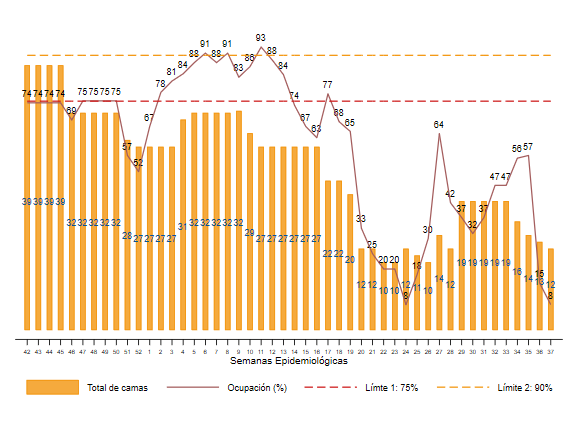 74 74 74 74 69 75 75 75 75 57 52 67 78 81 84 88 91 88 91 83 86 93 88 84 74 67 63 77 68 65 33 25 20 20 8 18 30 64 42 37 32 37 47 47 56 57 15 8
39 39 39 39 32 32 32 32 32 28 27 27 27 27 31 32 32 32 32 32 29 27 27 27 27 27 27 22 22 20 12 12 10 10 12 11 10 14 12 19 19 19 19 19 16 14 13 12
42 43 44 45 46 47 48 49 50 51 52 1 2 3 4 5 6 7 8 9 10 11 12 13 14 15 16 17 18 19 20 21 22 23 24 25 26 27 28 29 30 31 32 33 34 35 36 37
Semanas Epidemiológicas
Total de camas Ocupación (%) Límte 1: 75% Límite 2: 90%